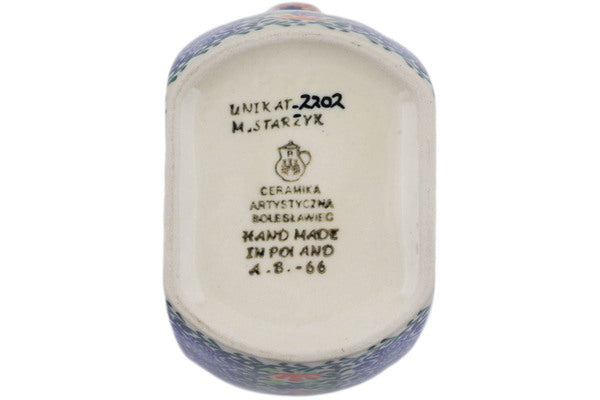 UNIKAT-2202
M.STARZYK
CERAMIKA
ARTYSTYCZNA
BOLESŁAWIEC
HAND MADE
IN POLAND
A.B.-66